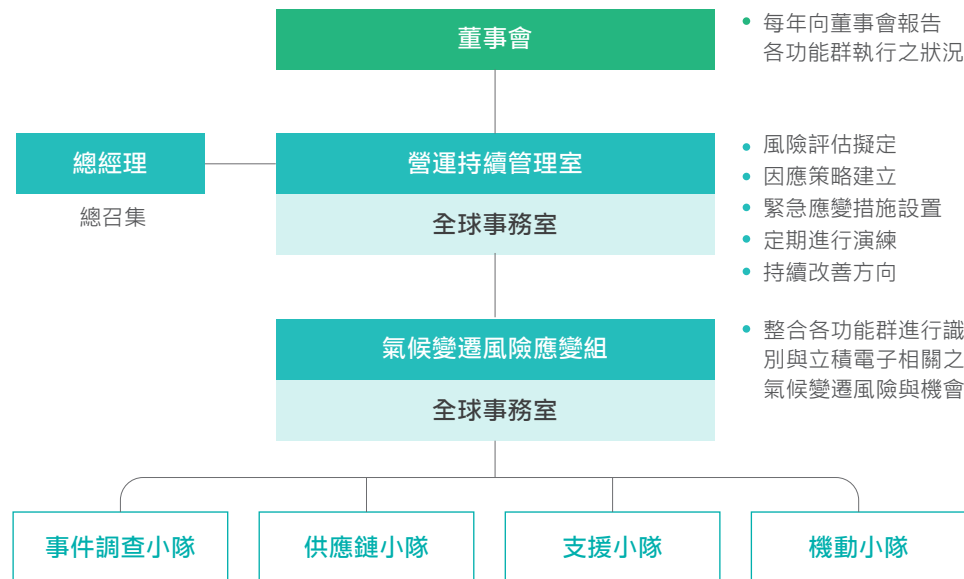 董事會
每年向董事會報告
各功能群執行之狀況
總經理
總召集
營運持續管理室
全球事務室
風險評估擬定
因應策略建立
緊急應變措施設置
定期進行演練
持續改善方向
氣候變遷風險應變組
全球事務室
整合各功能群進行識
別與立積電子相關之
氣候變遷風險與機會
事件調查小隊
供應鏈小隊
支援小隊
機動小隊